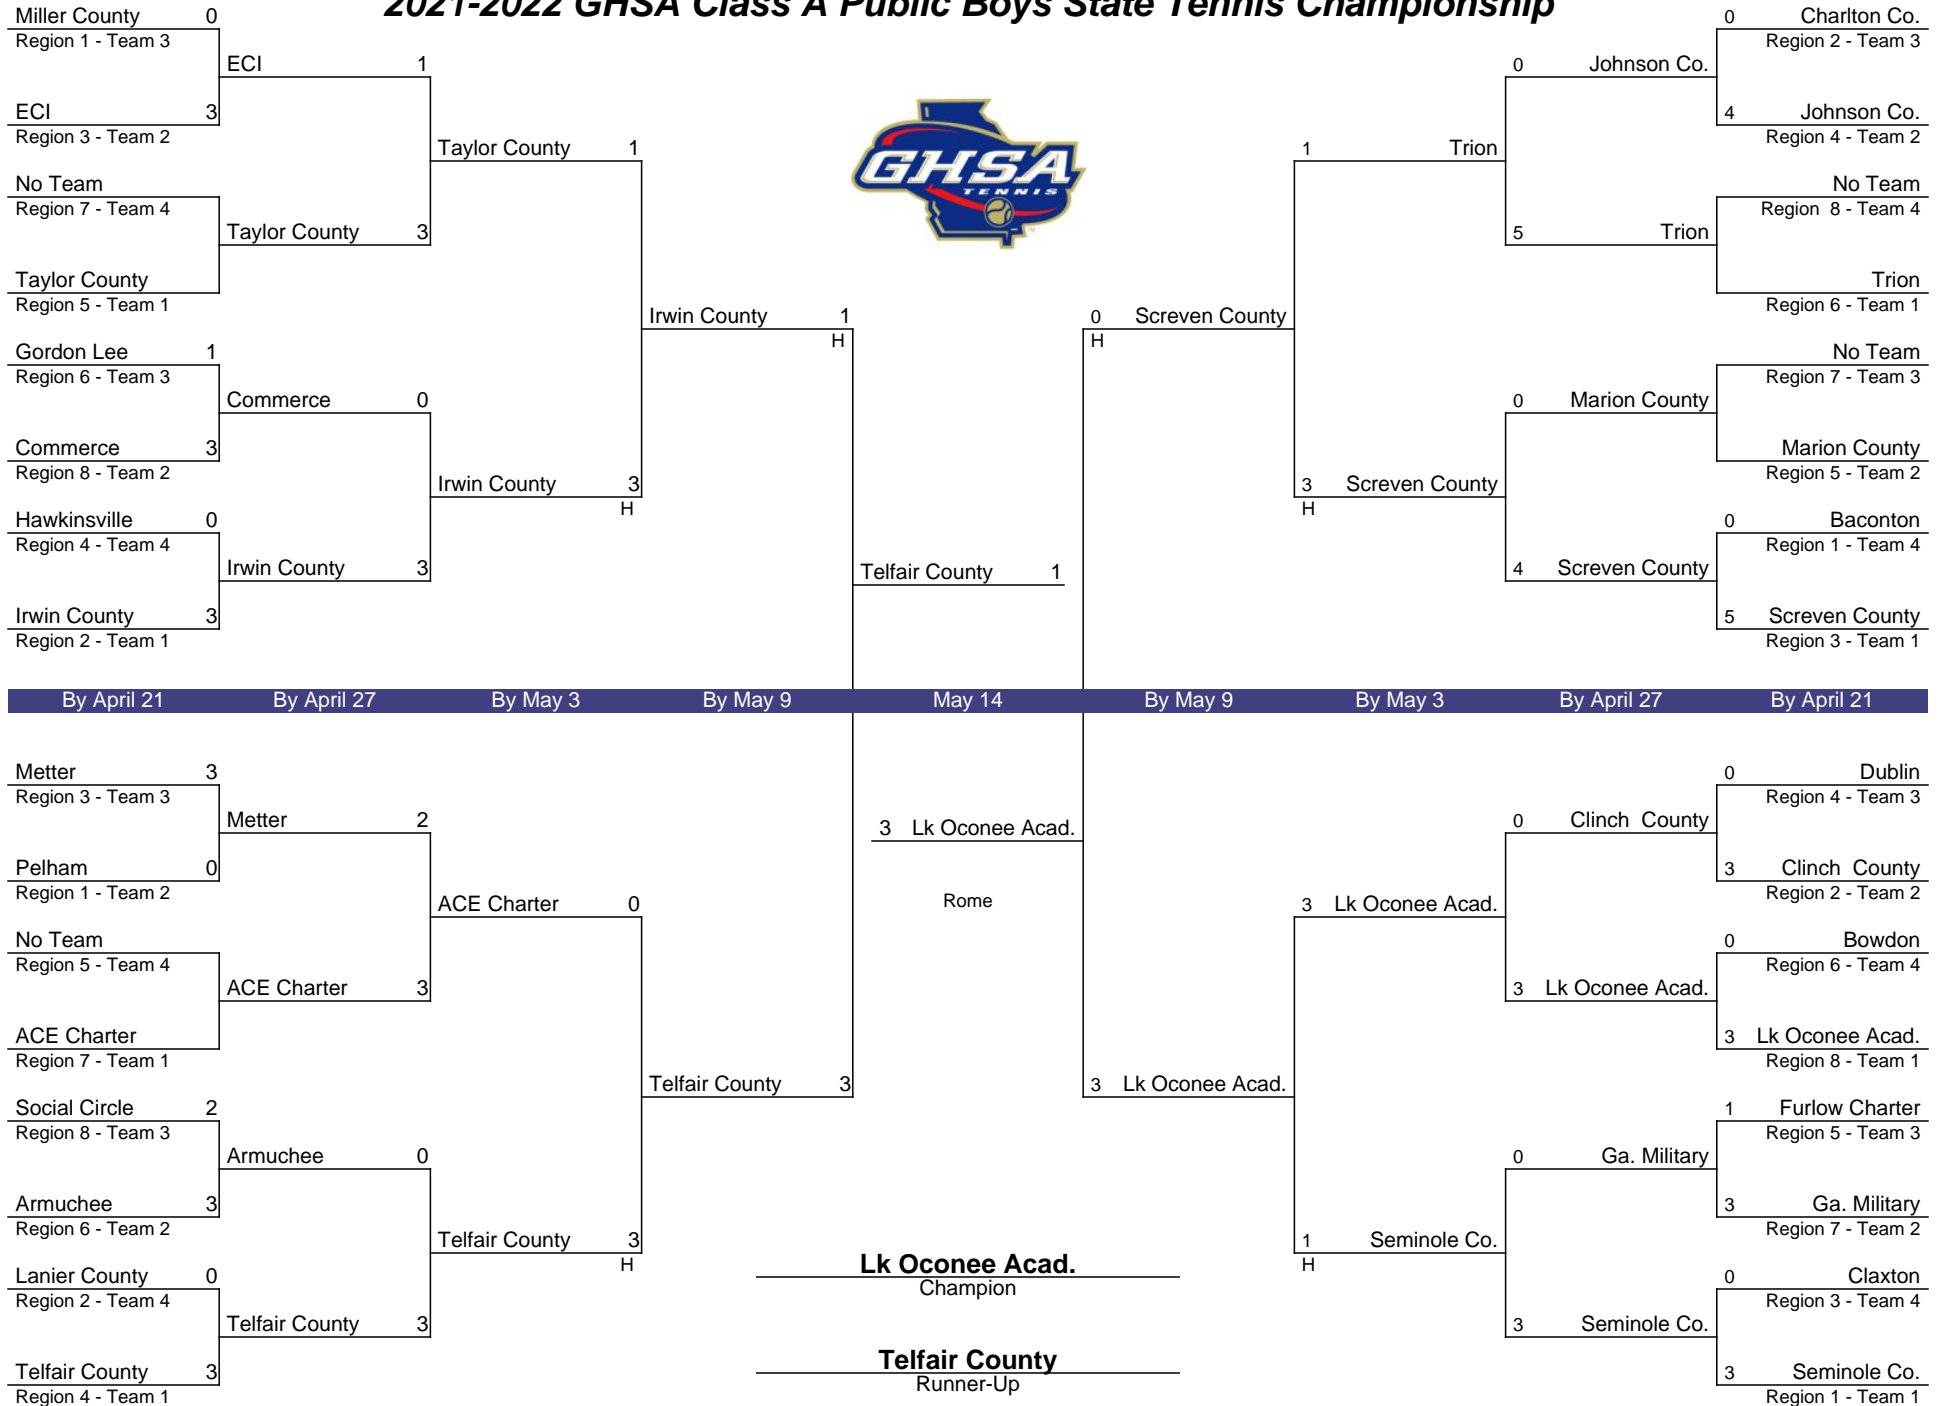 2021-2022 GHSA Class A Public Boys State Tennis Championship
Miller County 0
Region 1 - Team 3
ECI 1
ECI 3
Region 3 - Team 2
Taylor County 1
No Team
Region 7 - Team 4
Taylor County 3
Taylor County
Region 5 - Team 1
Irwin County 1
H
Gordon Lee 1
Region 6 - Team 3
Commerce 0
Commerce 3
Region 8 - Team 2
Irwin County 3
H
Hawkinsville 0
Region 4 - Team 4
Irwin County 3
Irwin County 3
Region 2 - Team 1
Telfair County 1
GHSA
TENNIS
0 Charlton Co.
Region 2 - Team 3
0 Johnson Co.
4 Johnson Co.
Region 4 - Team 2
1 Trion
No Team
Region  8 - Team 4
5 Trion
Trion
Region 6 - Team 1
0 Screven County
H
No Team
Region 7 - Team 3
0 Marion County
Marion County
Region 5 - Team 2
3 Screven County
H
0 Baconton
Region 1 - Team 4
4 Screven County
5 Screven County
Region 3 - Team 1
By April 21 By April 27 By May 3 By May 9 May 14 By May 9 By May 3 By April 27 By April 21
Metter 3
Region 3 - Team 3
Metter 2
Pelham 0
Region 1 - Team 2
ACE Charter 0
No Team
Region 5 - Team 4
ACE Charter 3
ACE Charter
Region 7 - Team 1
Telfair County 3
Social Circle 2
Region 8 - Team 3
Armuchee 0
Armuchee 3
Region 6 - Team 2
Telfair County 3
H
Lanier County 0
Region 2 - Team 4
Telfair County 3
Telfair County 3
Region 4 - Team 1
3 Lk Oconee Acad.
Rome
Lk Oconee Acad.
Champion
Telfair County
Runner-Up
0 Dublin
Region 4 - Team 3
0 Clinch  County
3 Clinch  County
Region 2 - Team 2
3 Lk Oconee Acad.
0 Bowdon
Region 6 - Team 4
3 Lk Oconee Acad.
3 Lk Oconee Acad.
Region 8 - Team 1
3 Lk Oconee Acad.
1 Furlow Charter
Region 5 - Team 3
0 Ga. Military
3 Ga. Military
Region 7 - Team 2
1 Seminole Co.
H
0 Claxton
Region 3 - Team 4
3 Seminole Co.
3 Seminole Co.
Region 1 - Team 1